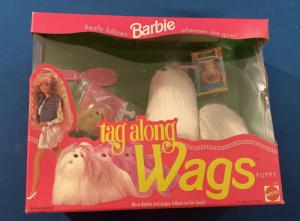 Really follows Barbie wherever she goes!
tag along
Wags
PUPPY
Move Barbie and puppy follows on her heels!
MATTEL